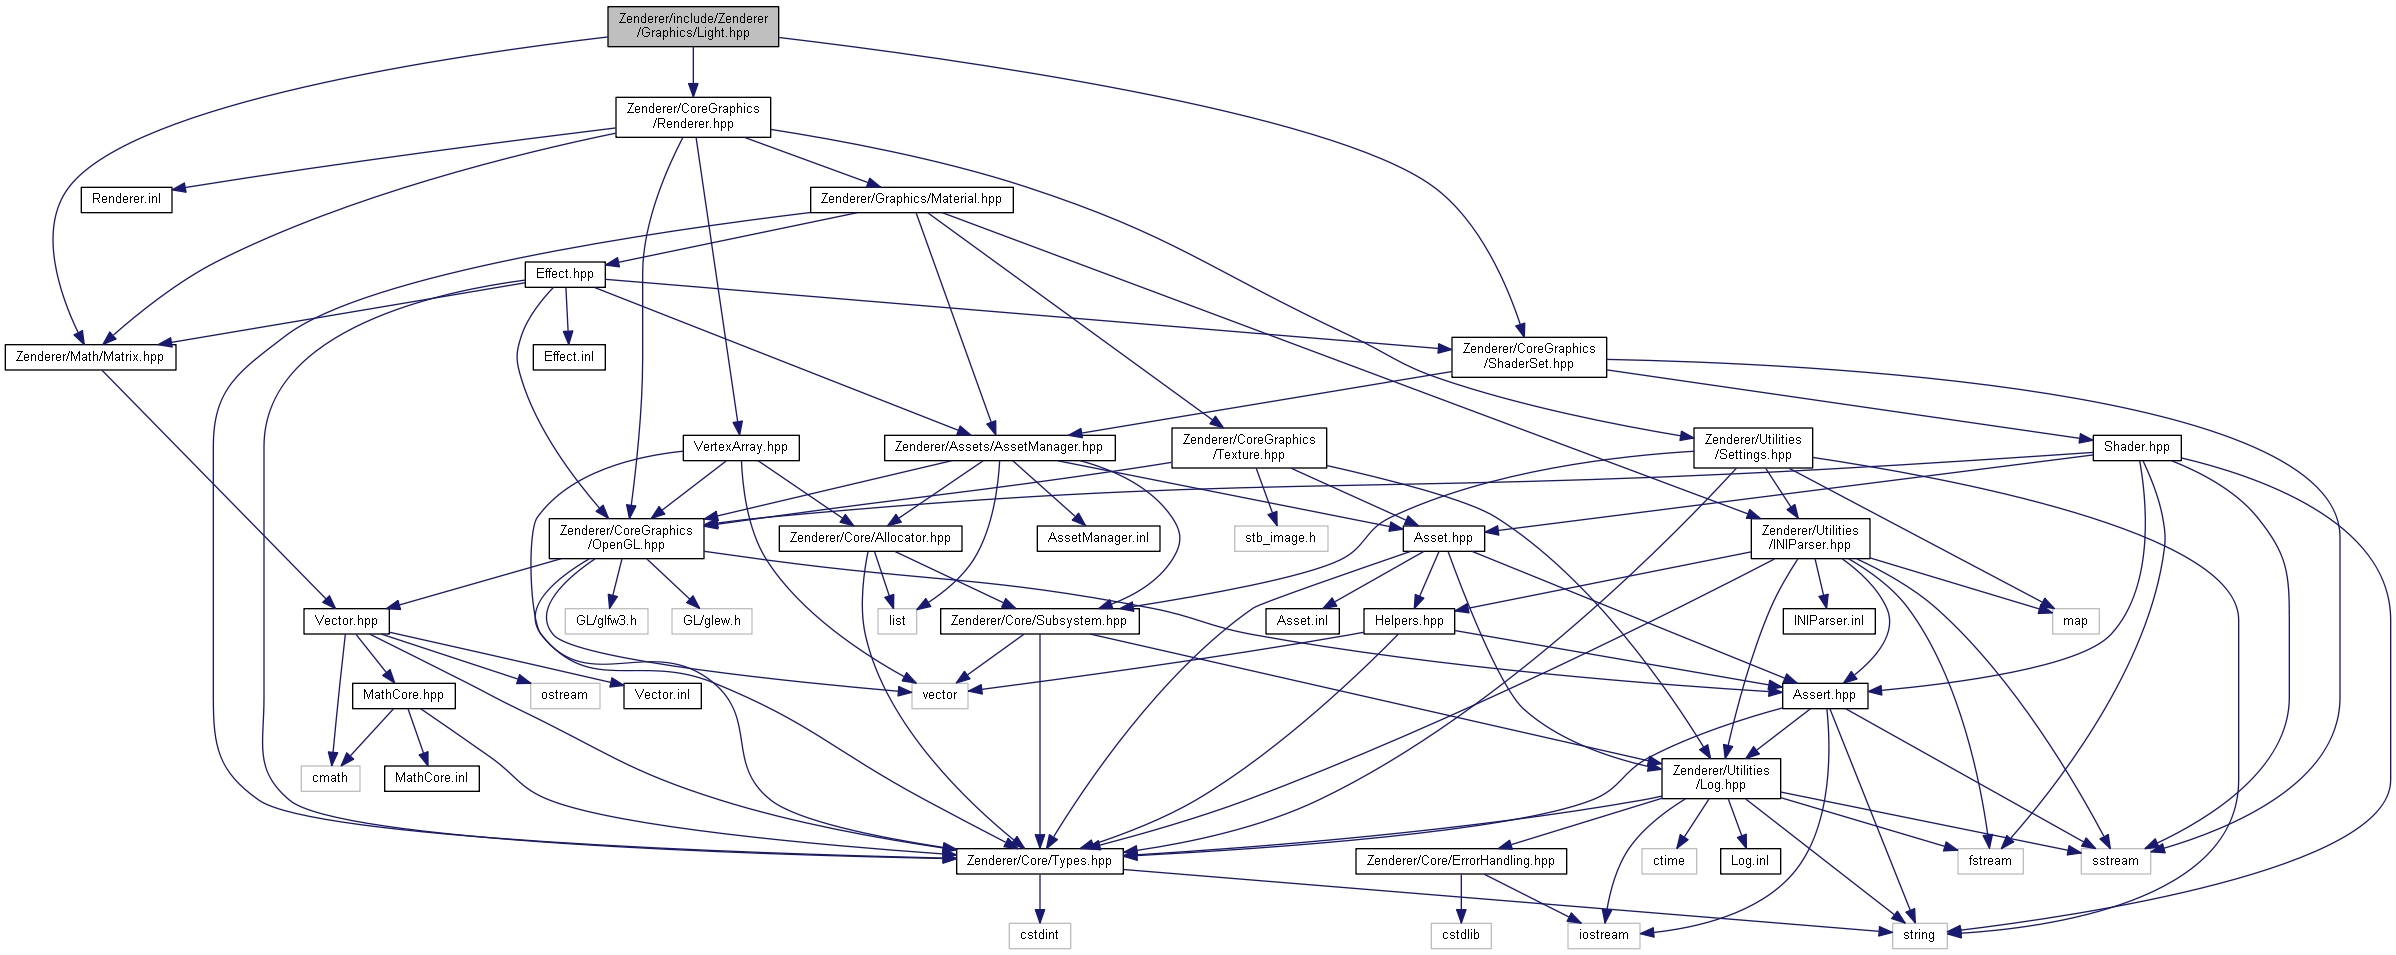 Zenderer/include/Zenderer
/Graphics/Light.hpp
Zenderer/CoreGraphics
/Renderer.hpp
Renderer.inl
Zenderer/Graphics/Material.hpp
Effect.hpp
Zenderer/Math/Matrix.hpp
Effect.inl
Zenderer/CoreGraphics
/ShaderSet.hpp
VertexArray.hpp
Zenderer/Assets/AssetManager.hpp
Zenderer/CoreGraphics
/Texture.hpp
Zenderer/Utilities
/Settings.hpp
Shader.hpp
Zenderer/CoreGraphics
/OpenGL.hpp
Zenderer/Core/Allocator.hpp
AssetManager.inl
stb_image.h
Asset.hpp
Zenderer/Utilities
/INIParser.hpp
Vector.hpp
GL/glfw3.h
GL/glew.h
list
Zenderer/Core/Subsystem.hpp
Asset.inl
Helpers.hpp
INIParser.inl
map
MathCore.hpp
ostream
Vector.inl
vector
Assert.hpp
cmath
MathCore.inl
Zenderer/Utilities
/Log.hpp
Zenderer/Core/Types.hpp
Zenderer/Core/ErrorHandling.hpp
ctime
Log.inl
fstream
sstream
cstdint
cstdlib
iostream
string